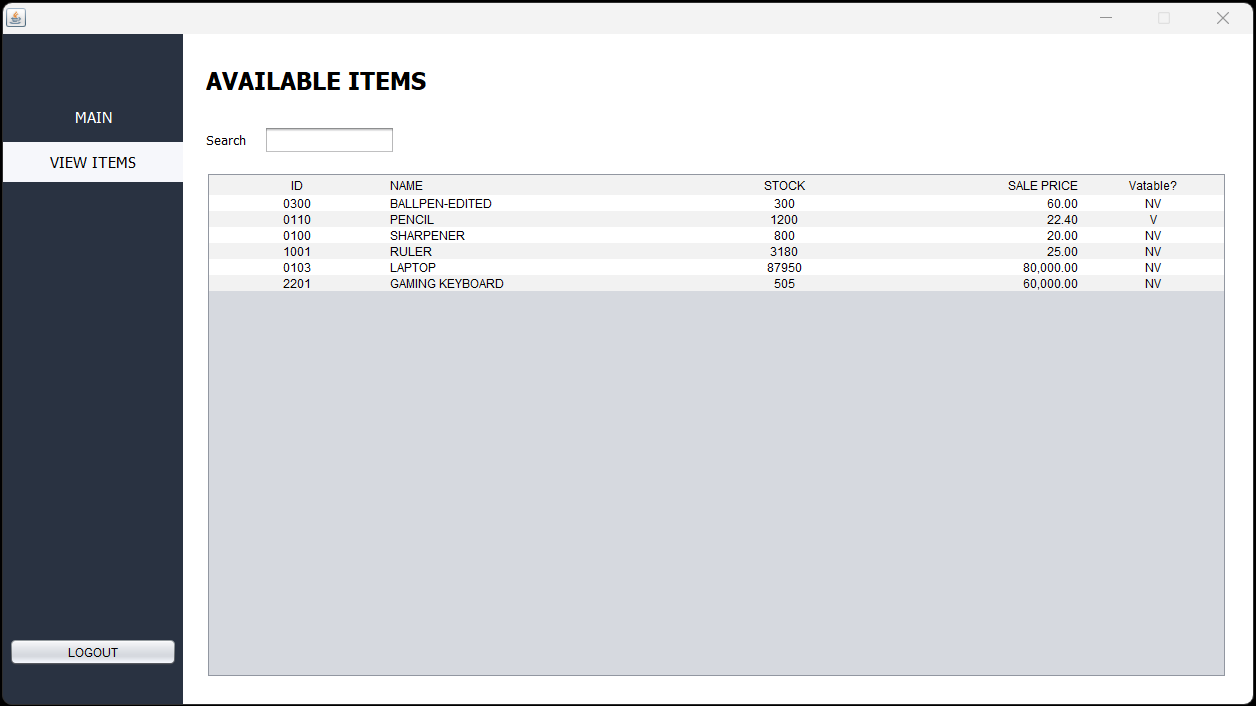 AVAILABLE ITEMS
MAIN
Search
VIEW ITEMS
ID NAME STOCK SALE PRICE Vatable?
0300 BALLPEN-EDITED 300 60.00 NV
0110 PENCIL 1200 22.40 V
0100 SHARPENER 800 20.00 NV
1001 RULER 3180 25.00 NV
0103 LAPTOP 87950 80,000.00 NV
2201 GAMING KEYBOARD 505 60,000.00 NV
LOGOUT